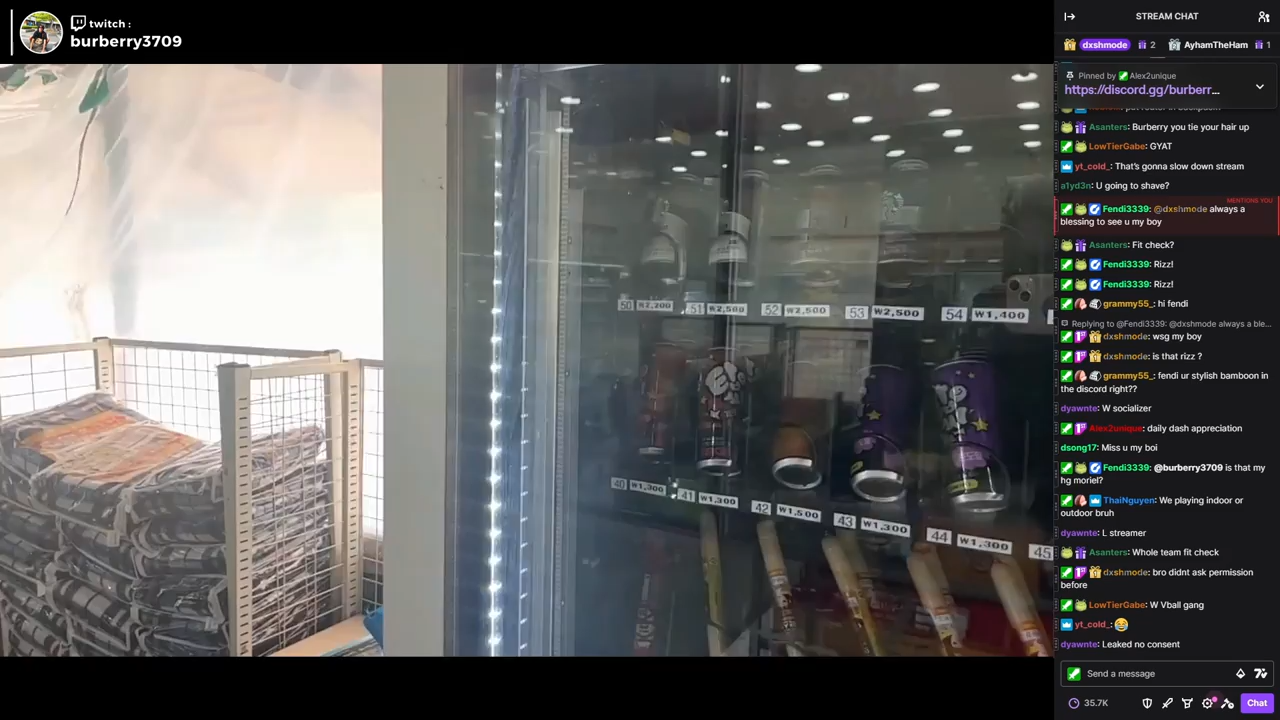 twitch :
burberry3709
STREAM CHAT
dxshmode 2 AyhamTheHam 1
Pinned by Alex2unique
https://discord.gg/burberr...
Asanters: Burberry you tie your hair up
LowTierGabe: GYAT
yt_cold_: That's gonna slow down stream
a1yd3n: U going to shave?
MENTIONS YOU
Fendi3339: @dxshmode always a
blessing to see u my boy
Asanters: Fit check?
Fendi3339: Rizz!
Fendi3339: Rizz!
grammy55_: hi fendi
Replying to @Fendi3339: @dxshmode always a ble...
dxshmode: wsg my boy
dxshmode: is that rizz ?
grammy55_: fendi ur stylish bamboon in
the discord right??
dyawnte: W socializer
Alex2unique: daily dash appreciation
dsong17: Miss u my boi
Fendi3339: @burberry3709 is that my
hg moriel?
ThaiNguyen: We playing indoor or
outdoor bruh
dyawnte: L streamer
Asanters: Whole team fit check
dxshmode: bro didnt ask permission
before
LowTierGabe: W Vball gang
yt_cold_: 😂
dyawnte: Leaked no consent
Send a message
35.7K
Chat
50 ₩2,200 51 ₩2,500 52 ₩2,500 53 ₩2,500 54 ₩1,400
40 ₩1,300 41 ₩1,300 42 ₩1,500 43 ₩1,300 44 ₩1,300 45